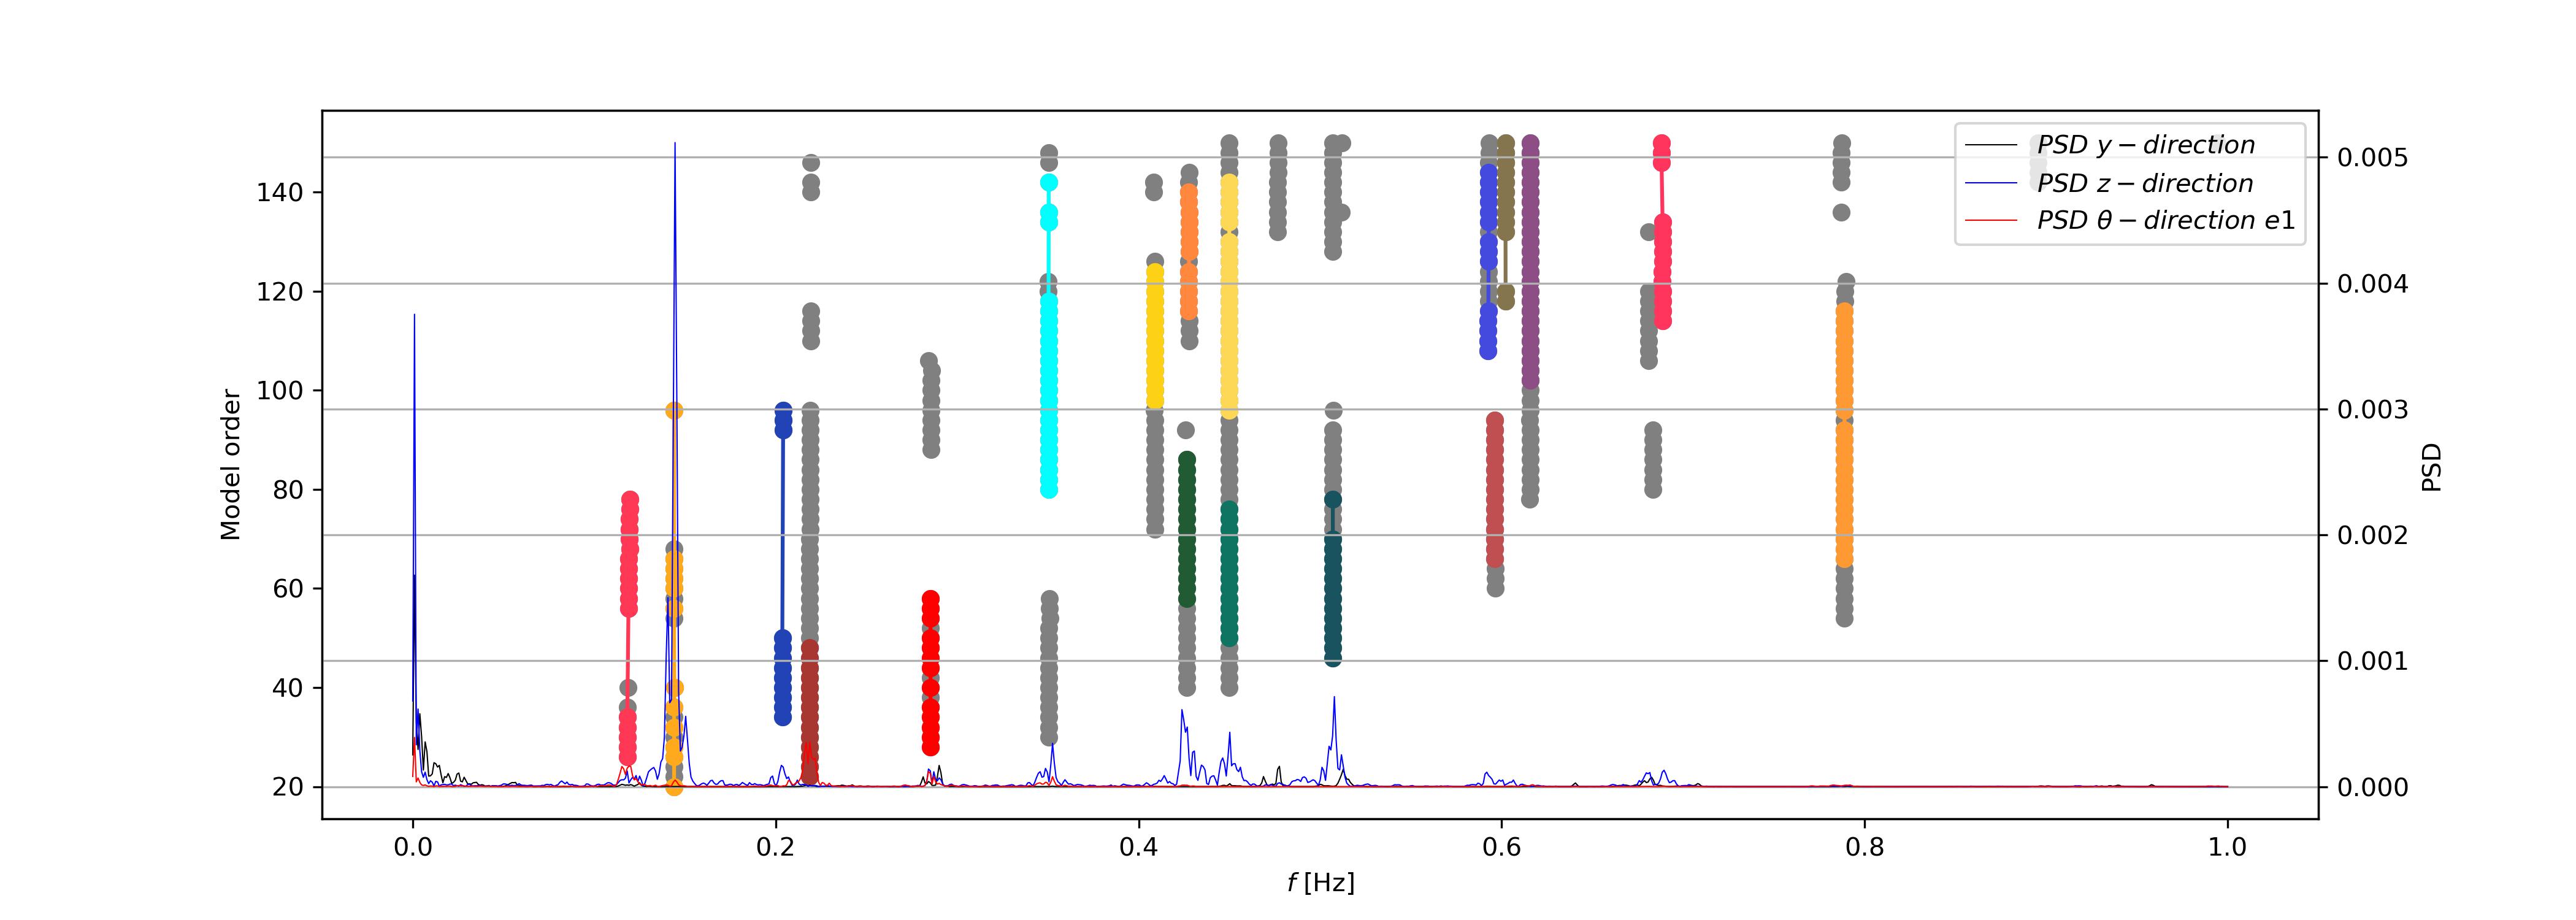 PSD y − direction
PSD z − direction
PSD θ − direction e1
140
120
100
80
60
40
20
Model order
0.005
0.004
0.003
0.002
0.001
0.000
PSD
0.0 0.2 0.4 0.6 0.8 1.0
f [Hz]